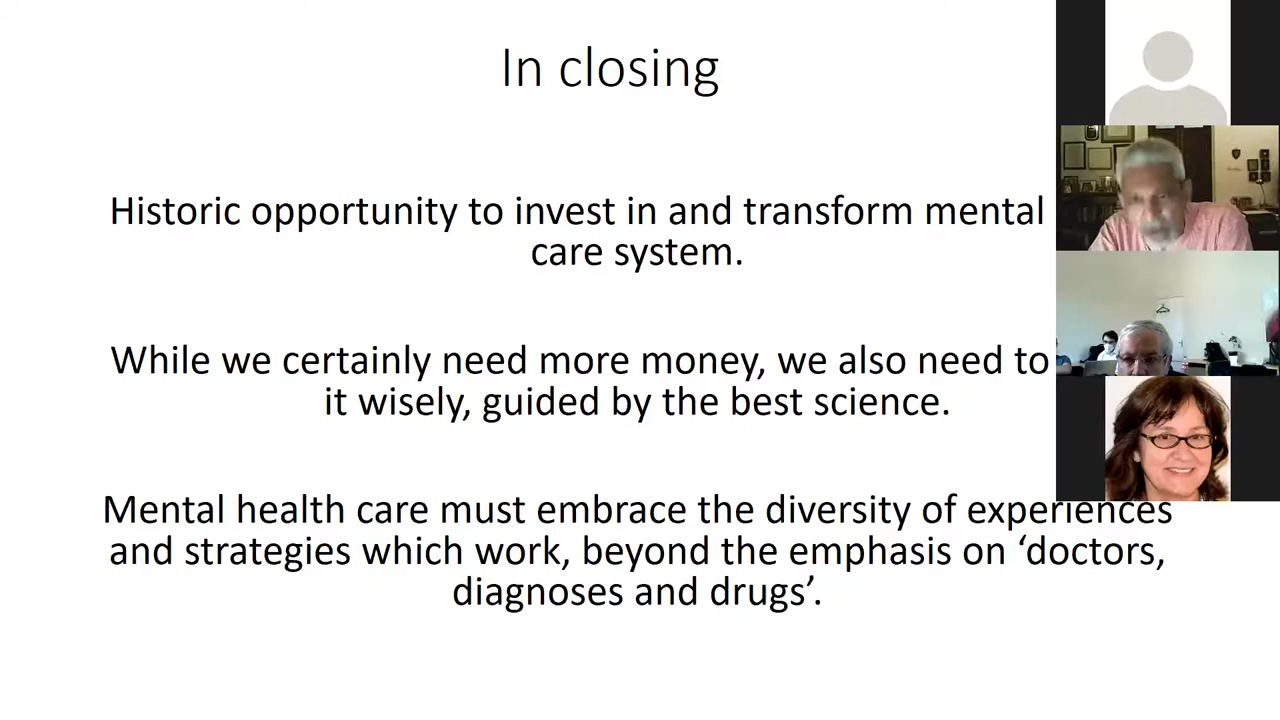 In closing
Historic opportunity to invest in and transform mental
care system.
While we certainly need more money, we also need to
it wisely, guided by the best science.
Mental health care must embrace the diversity of experiences
and strategies which work, beyond the emphasis on ‘doctors,
diagnoses and drugs’.